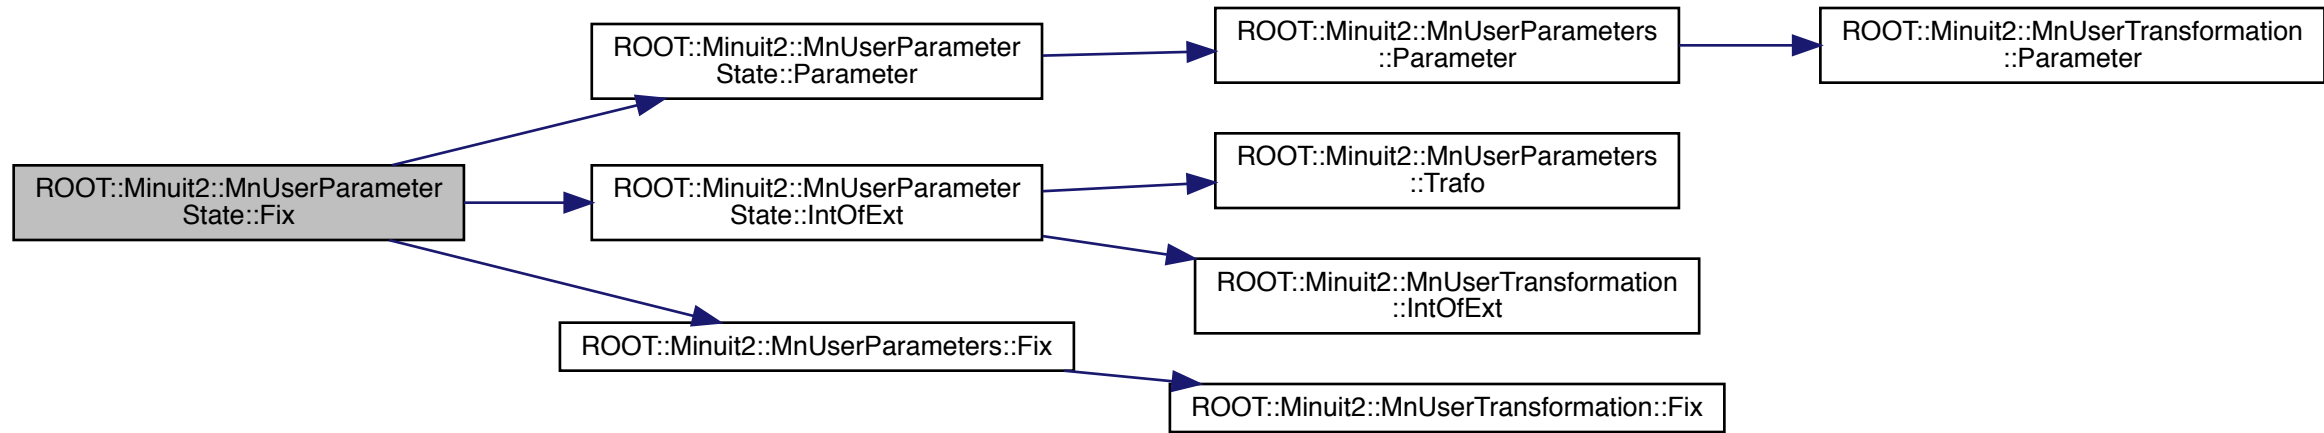 ROOT::Minuit2::MnUserParameter
State::Fix
ROOT::Minuit2::MnUserParameter
State::Parameter
ROOT::Minuit2::MnUserParameters
::Parameter
ROOT::Minuit2::MnUserTransformation
::Parameter
ROOT::Minuit2::MnUserParameter
State::IntOfExt
ROOT::Minuit2::MnUserParameters
::Trafo
ROOT::Minuit2::MnUserTransformation
::IntOfExt
ROOT::Minuit2::MnUserParameters::Fix
ROOT::Minuit2::MnUserTransformation::Fix